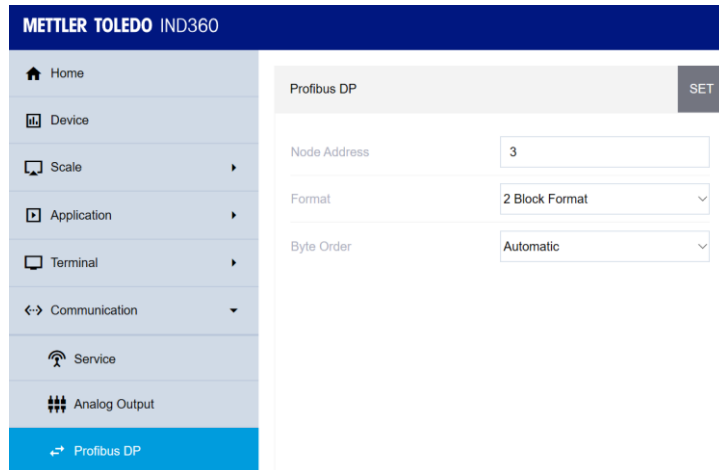 METTLER TOLEDO IND360
Home
Device
Scale
Application
Terminal
Communication
Service
Analog Output
Profibus DP
Profibus DP
SET
Node Address
3
Format
2 Block Format
Byte Order
Automatic